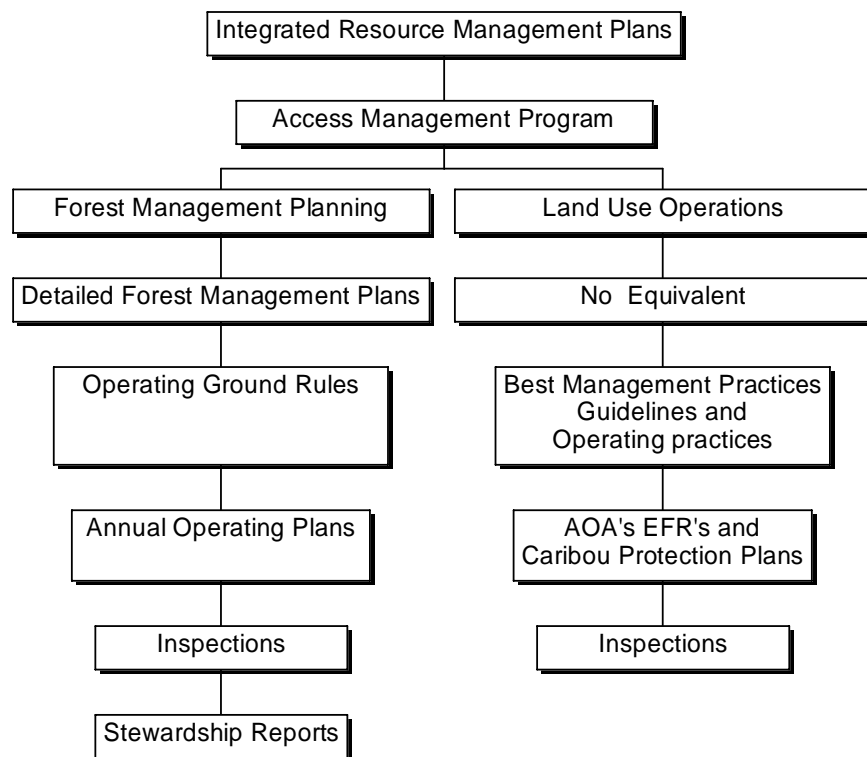 Integrated Resource Management Plans
Access Management Program
Forest Management Planning
Land Use Operations
Detailed Forest Management Plans
No Equivalent
Operating Ground Rules
Best Management Practices
Guidelines and
Operating practices
Annual Operating Plans
AOA's EFR's and
Caribou Protection Plans
Inspections
Inspections
Stewardship Reports